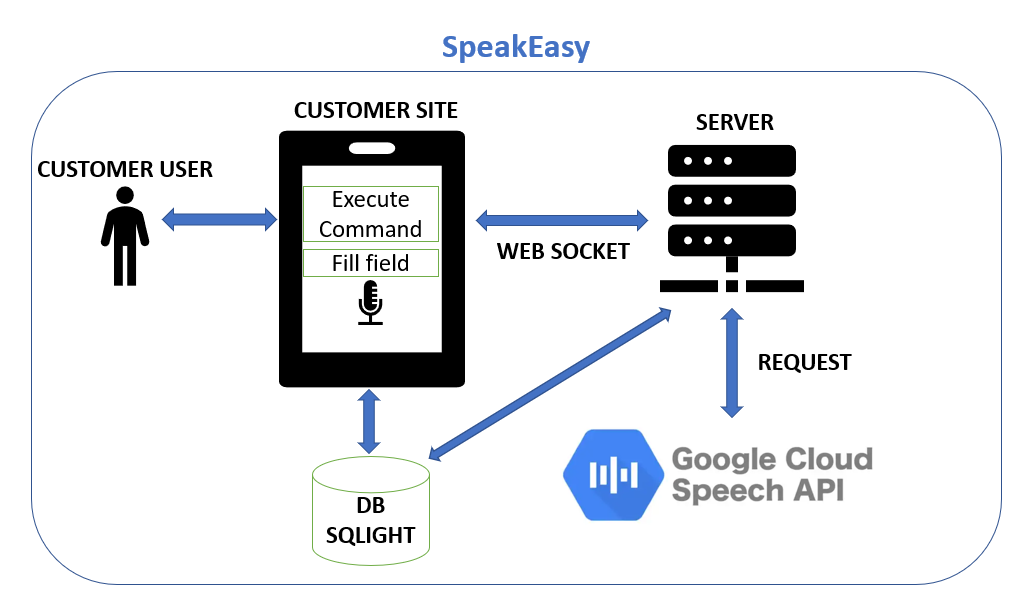 SpeakEasy
CUSTOMER SITE
SERVER
CUSTOMER USER
Execute
Command
Fill field
WEB SOCKET
REQUEST
Google Cloud
Speech API
DB
SQLIGHT